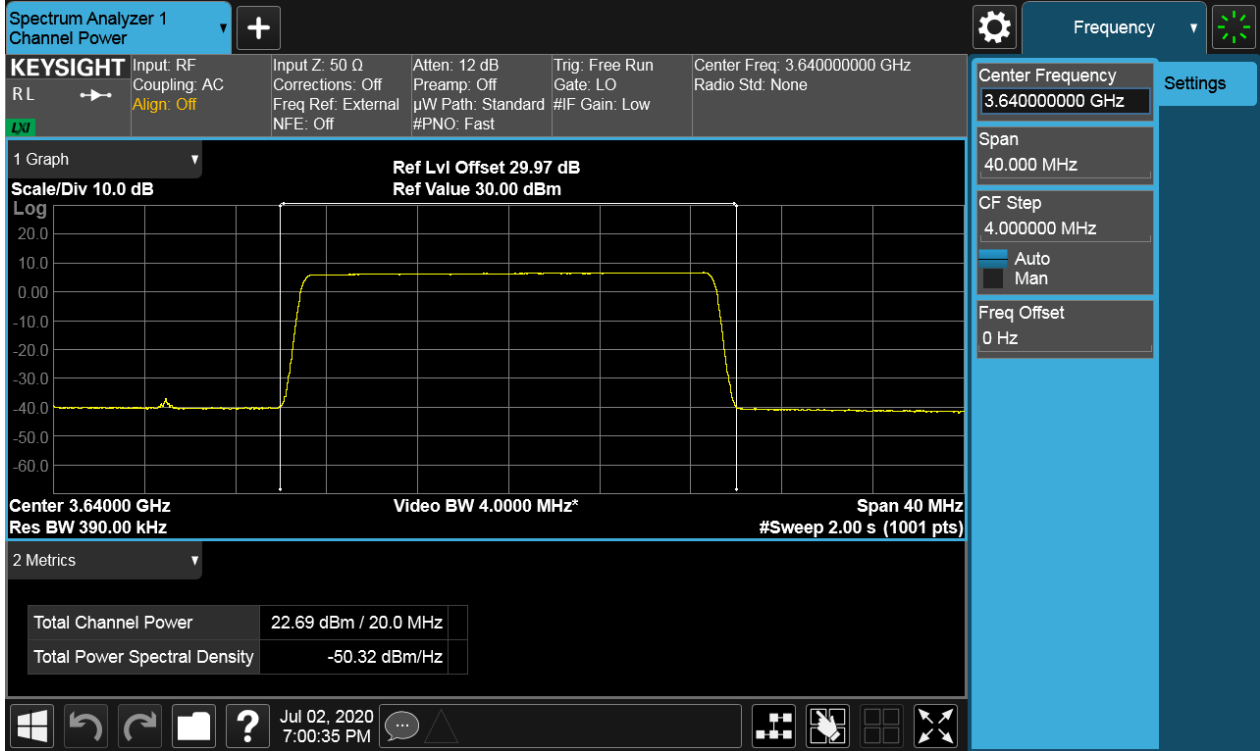 Spectrum Analyzer 1
Channel Power
+
Frequency
KEYSIGHT
R L
LXI
Input: RF
Coupling: AC
Align: Off
Input Z: 50 Ω
Corrections: Off
Freq Ref: External
NFE: Off
Atten: 12 dB
Preamp: Off
µW Path: Standard
#PNO: Fast
Trig: Free Run
Gate: LO
#IF Gain: Low
Center Freq: 3.640000000 GHz
Radio Std: None
Center Frequency
3.640000000 GHz
Settings
Span
40.000 MHz
CF Step
4.000000 MHz
Auto
Man
Freq Offset
0 Hz
1 Graph
Ref Lvl Offset 29.97 dB
Scale/Div 10.0 dB
Ref Value 30.00 dBm
Log
20.0
10.0
0.00
-10.0
-20.0
-30.0
-40.0
-50.0
-60.0
Center 3.64000 GHz
Video BW 4.0000 MHz*
Span 40 MHz
Res BW 390.00 kHz
#Sweep 2.00 s (1001 pts)
2 Metrics
Total Channel Power
22.69 dBm / 20.0 MHz
Total Power Spectral Density
-50.32 dBm/Hz
?
Jul 02, 2020
7:00:35 PM